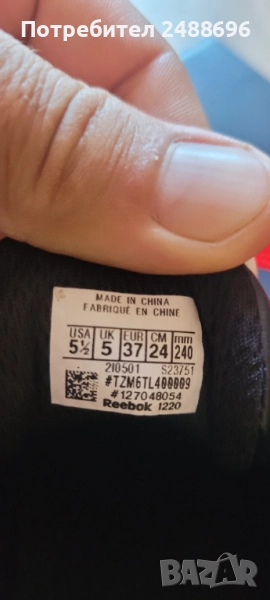 Потребител 2488696
MADE IN CHINA
FABRIQUÉ EN CHINE
USA UK EUR CM mm
5½ 5 37 24 240
210501 S23751
#TZM6TL400009
#127048054
Reebok 1220
bazar